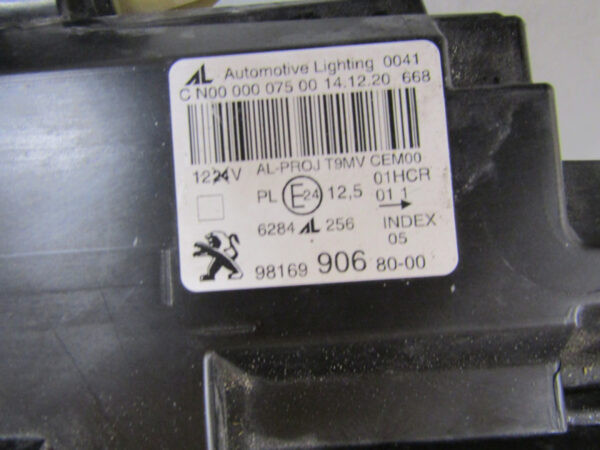 AL Automotive Lighting 0041
C N00 000 075 00 14.12.20 668
1224V AL-PROJ T9MV CEM00
PL E24 12,5 01HCR
01 1
6284 AL 256 INDEX
05
98169 906 80-00